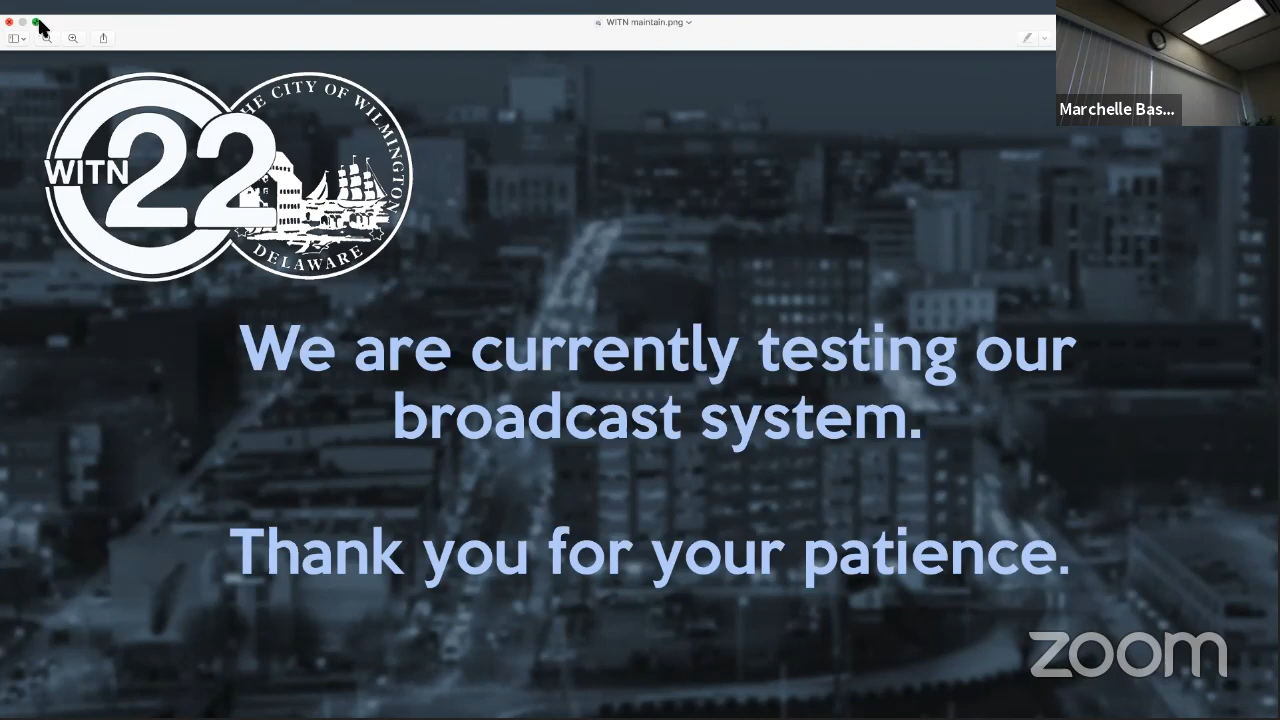 WITN maintain.png
Marchelle Bas...
WITN 22
THE CITY OF WILMINGTON
DELAWARE
We are currently testing our
broadcast system.
Thank you for your patience.
zoom